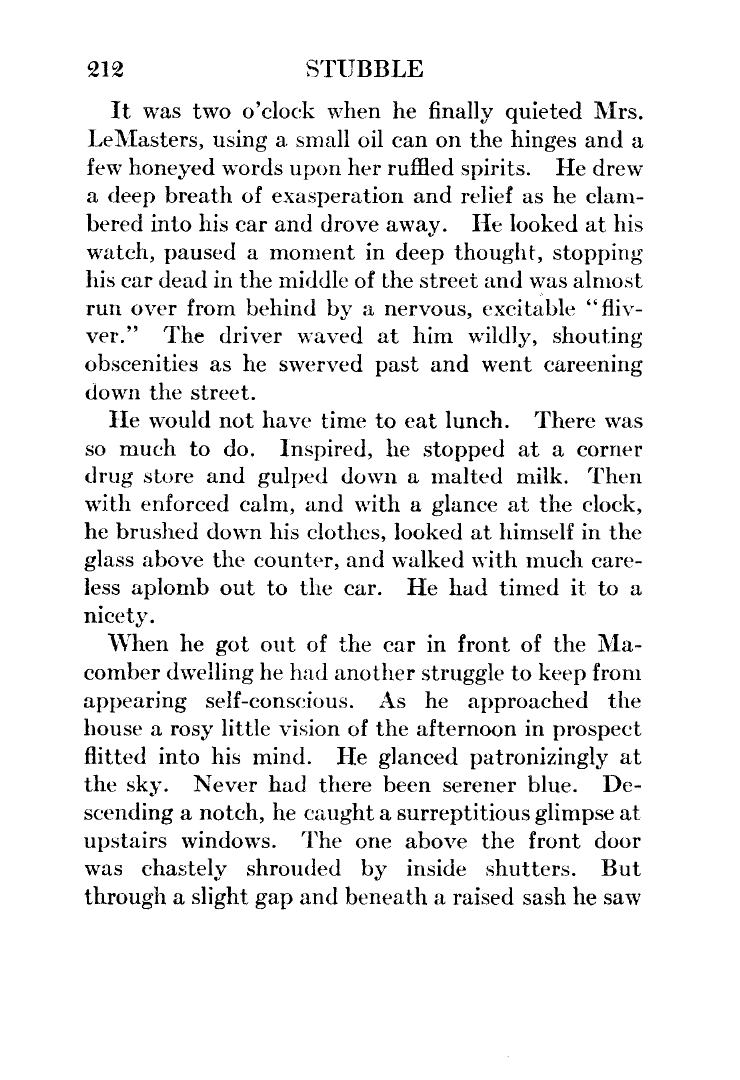 212 STUBBLE
It was two o'clock when he finally quieted Mrs.
LeMasters, using a small oil can on the hinges and a
few honeyed words upon her ruffled spirits. He drew
a deep breath of exasperation and relief as he clam-
bered into his car and drove away. He looked at his
watch, paused a moment in deep thought, stopping
his car dead in the middle of the street and was almost
run over from behind by a nervous, excitable "fliv-
ver." The driver waved at him wildly, shouting
obscenities as he swerved past and went careening
down the street.
He would not have time to eat lunch. There was
so much to do. Inspired, he stopped at a corner
drug store and gulped down a malted milk. Then
with enforced calm, and with a glance at the clock,
he brushed down his clothes, looked at himself in the
glass above the counter, and walked with much care-
less aplomb out to the car. He had timed it to a
nicety.
When he got out of the car in front of the Ma-
comber dwelling he had another struggle to keep from
appearing self-conscious. As he approached the
house a rosy little vision of the afternoon in prospect
flitted into his mind. He glanced patronizingly at
the sky. Never had there been serener blue. De-
scending a notch, he caught a surreptitious glimpse at
upstairs windows. The one above the front door
was chastely shrouded by inside shutters. But
through a slight gap and beneath a raised sash he saw